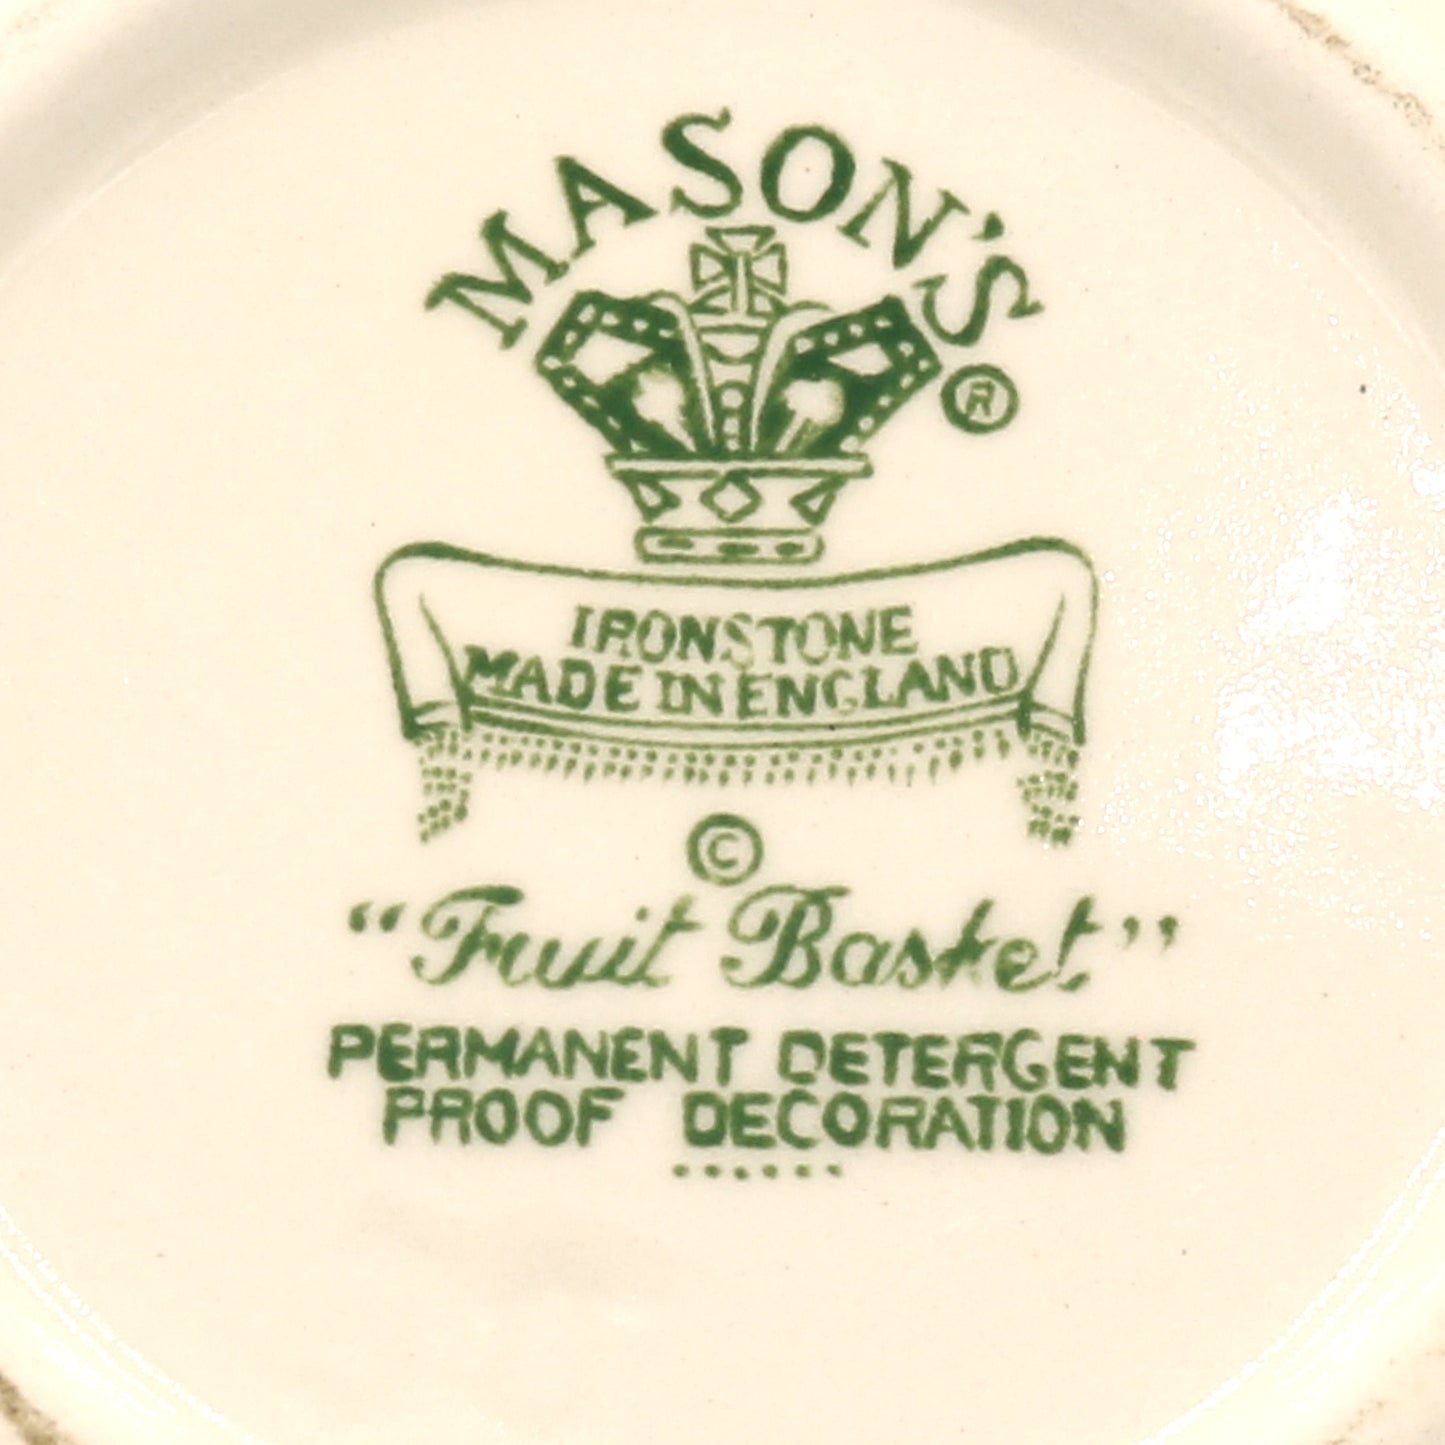 MASON'S
®
IRONSTONE
MADE IN ENGLAND
©
"Fruit Basket"
PERMANENT DETERGENT
PROOF DECORATION
......